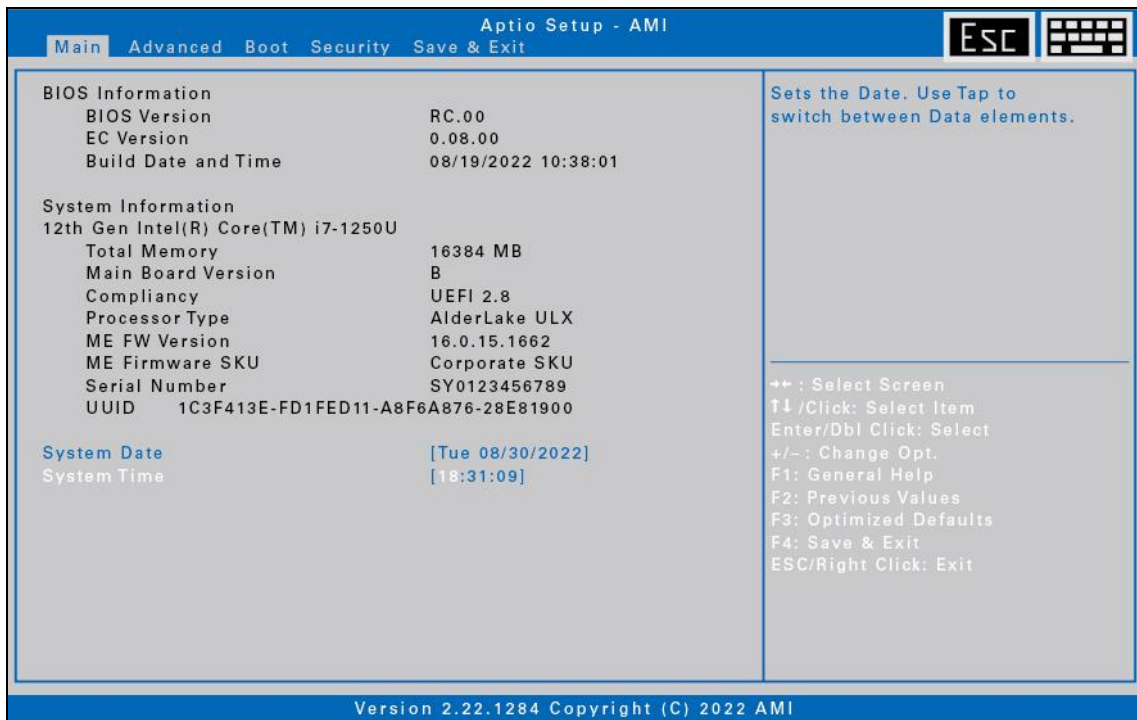 Aptio Setup - AMI
Main Advanced Boot Security Save & Exit
Esc
BIOS Information
BIOS Version RC.00
EC Version 0.08.00
Build Date and Time 08/19/2022 10:38:01
System Information
12th Gen Intel(R) Core(TM) i7-1250U
Total Memory 16384 MB
Main Board Version B
Compliancy UEFI 2.8
Processor Type AlderLake ULX
ME FW Version 16.0.15.1662
ME Firmware SKU Corporate SKU
Serial Number SY0123456789
UUID 1C3F413E-FD1FED11-A8F6A876-28E81900
System Date [Tue 08/30/2022]
System Time [18:31:09]
Sets the Date. Use Tap to
switch between Data elements.
→← : Select Screen
↑↓ /Click: Select Item
Enter/Dbl Click: Select
+/- : Change Opt.
F1: General Help
F2: Previous Values
F3: Optimized Defaults
F4: Save & Exit
ESC/Right Click: Exit
Version 2.22.1284 Copyright (C) 2022 AMI